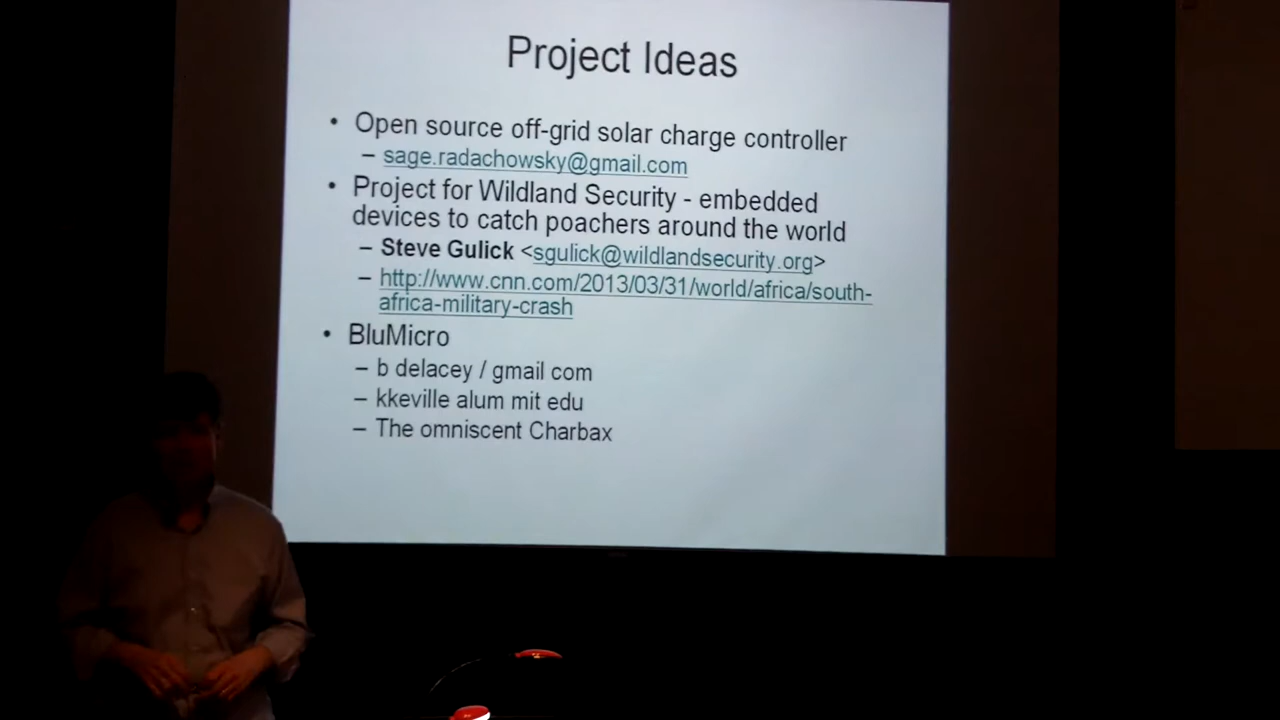 Project Ideas
• Open source off-grid solar charge controller
– sage.radachowsky@gmail.com
• Project for Wildland Security - embedded
devices to catch poachers around the world
– Steve Gulick <sgulick@wildlandsecurity.org>
– http://www.cnn.com/2013/03/31/world/africa/south-
africa-military-crash
• BluMicro
– b delacey / gmail com
– kkeville alum mit edu
– The omniscent Charbax